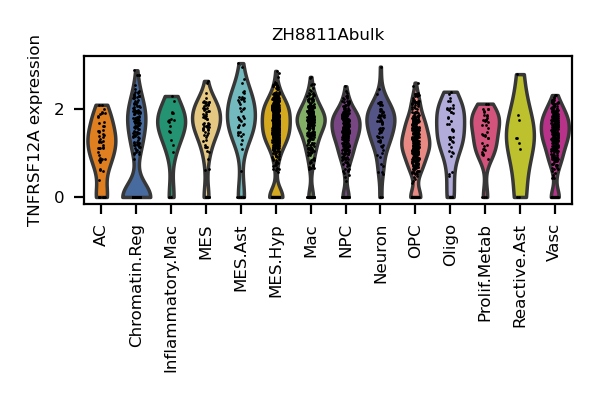 ZH8811Abulk
TNFRSF12A expression
2
0
AC
Chromatin.Reg
Inflammatory.Mac
MES
MES.Ast
MES.Hyp
Mac
NPC
Neuron
OPC
Oligo
Prolif.Metab
Reactive.Ast
Vasc